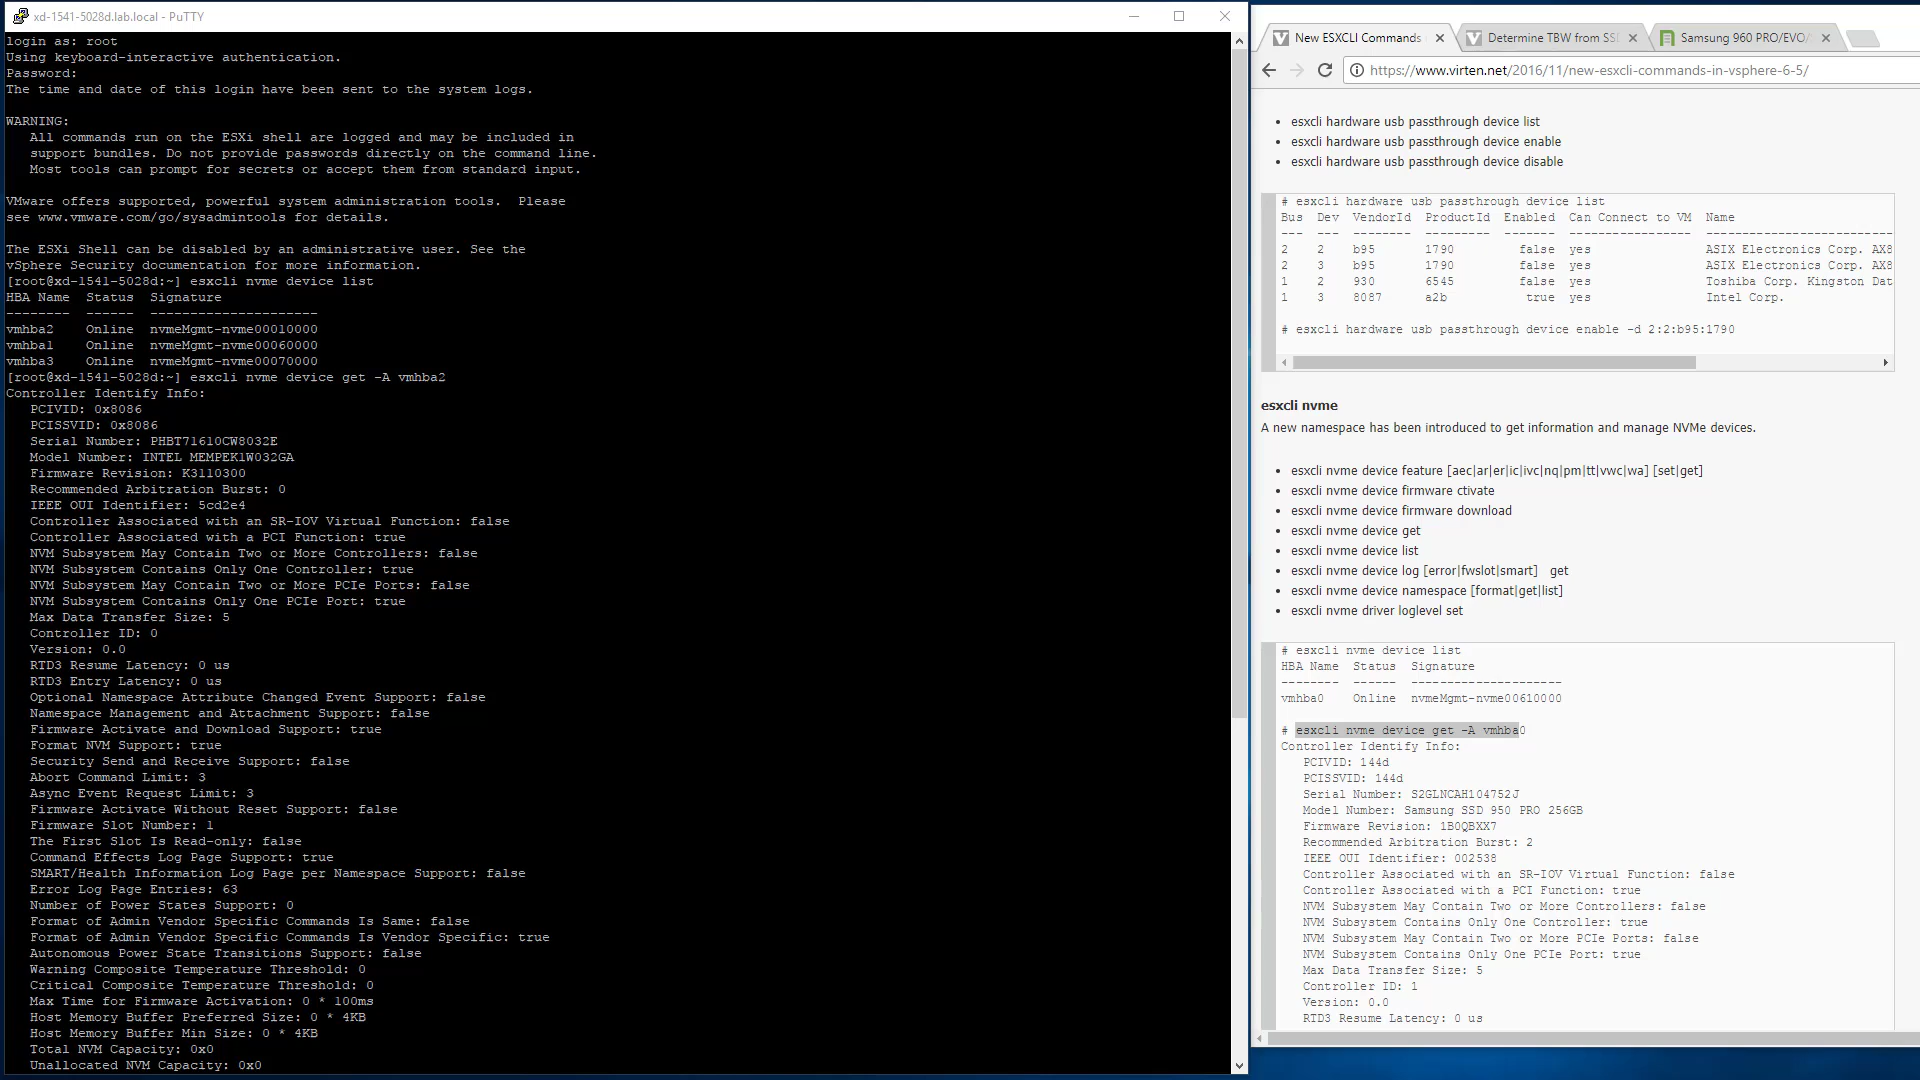 xd-1541-5028d.lab.local - PuTTY
login as: root
Using keyboard-interactive authentication.
Password:
The time and date of this login have been sent to the system logs.
WARNING:
All commands run on the ESXi shell are logged and may be included in
support bundles. Do not provide passwords directly on the command line.
Most tools can prompt for secrets or accept them from standard input.
VMware offers supported, powerful system administration tools.  Please
see www.vmware.com/go/sysadmintools for details.
The ESXi Shell can be disabled by an administrative user. See the
vSphere Security documentation for more information.
[root@xd-1541-5028d:~] esxcli nvme device list
HBA Name  Status  Signature
--------  ------  ---------------------
vmhba2    Online  nvmeMgmt-nvme00010000
vmhba1    Online  nvmeMgmt-nvme00060000
vmhba3    Online  nvmeMgmt-nvme00070000
[root@xd-1541-5028d:~] esxcli nvme device get -A vmhba2
Controller Identify Info:
PCIVID: 0x8086
PCISSVID: 0x8086
Serial Number: PHBT71610CW8032E
Model Number: INTEL MEMPEK1W032GA
Firmware Revision: K3110300
Recommended Arbitration Burst: 0
IEEE OUI Identifier: 5cd2e4
Controller Associated with an SR-IOV Virtual Function: false
Controller Associated with a PCI Function: true
NVM Subsystem May Contain Two or More Controllers: false
NVM Subsystem Contains Only One Controller: true
NVM Subsystem May Contain Two or More PCIe Ports: false
NVM Subsystem Contains Only One PCIe Port: true
Max Data Transfer Size: 5
Controller ID: 0
Version: 0.0
RTD3 Resume Latency: 0 us
RTD3 Entry Latency: 0 us
Optional Namespace Attribute Changed Event Support: false
Namespace Management and Attachment Support: false
Firmware Activate and Download Support: true
Format NVM Support: true
Security Send and Receive Support: false
Abort Command Limit: 3
Async Event Request Limit: 3
Firmware Activate Without Reset Support: false
Firmware Slot Number: 1
The First Slot Is Read-only: false
Command Effects Log Page Support: true
SMART/Health Information Log Page per Namespace Support: false
Error Log Page Entries: 63
Number of Power States Support: 0
Format of Admin Vendor Specific Commands Is Same: false
Format of Admin Vendor Specific Commands Is Vendor Specific: true
Autonomous Power State Transitions Support: false
Warning Composite Temperature Threshold: 0
Critical Composite Temperature Threshold: 0
Max Time for Firmware Activation: 0 * 100ms
Host Memory Buffer Preferred Size: 0 * 4KB
Host Memory Buffer Min Size: 0 * 4KB
Total NVM Capacity: 0x0
Unallocated NVM Capacity: 0x0
New ESXCLI Commands
Determine TBW from SSD
Samsung 960 PRO/EVO/
https://www.virten.net/2016/11/new-esxcli-commands-in-vsphere-6-5/
• esxcli hardware usb passthrough device list
• esxcli hardware usb passthrough device enable
• esxcli hardware usb passthrough device disable
# esxcli hardware usb passthrough device list
Bus  Dev  VendorId  ProductId  Enabled  Can Connect to VM  Name
---  ---  --------  ---------  -------  -----------------  --------------------------
2    2    b95       1790         false  yes                ASIX Electronics Corp. AX8
2    3    b95       1790         false  yes                ASIX Electronics Corp. AX8
1    2    930       6545         false  yes                Toshiba Corp. Kingston Dat
1    3    8087      a2b           true  yes                Intel Corp.
# esxcli hardware usb passthrough device enable -d 2:2:b95:1790
esxcli nvme
A new namespace has been introduced to get information and manage NVMe devices.
• esxcli nvme device feature [aec|ar|er|ic|ivc|nq|pm|tt|vwc|wa] [set|get]
• esxcli nvme device firmware ctivate
• esxcli nvme device firmware download
• esxcli nvme device get
• esxcli nvme device list
• esxcli nvme device log [error|fwslot|smart]   get
• esxcli nvme device namespace [format|get|list]
• esxcli nvme driver loglevel set
# esxcli nvme device list
HBA Name  Status  Signature
--------  ------  ---------------------
vmhba0    Online  nvmeMgmt-nvme00610000
# esxcli nvme device get -A vmhba0
Controller Identify Info:
PCIVID: 144d
PCISSVID: 144d
Serial Number: S2GLNCAH104752J
Model Number: Samsung SSD 950 PRO 256GB
Firmware Revision: 1B0QBXX7
Recommended Arbitration Burst: 2
IEEE OUI Identifier: 002538
Controller Associated with an SR-IOV Virtual Function: false
Controller Associated with a PCI Function: true
NVM Subsystem May Contain Two or More Controllers: false
NVM Subsystem Contains Only One Controller: true
NVM Subsystem May Contain Two or More PCIe Ports: false
NVM Subsystem Contains Only One PCIe Port: true
Max Data Transfer Size: 5
Controller ID: 1
Version: 0.0
RTD3 Resume Latency: 0 us